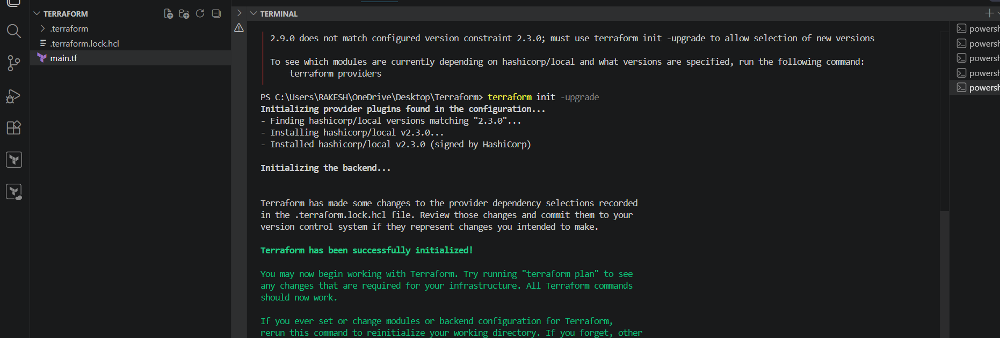 TERRAFORM
.terraform
.terraform.lock.hcl
main.tf
TERMINAL
2.9.0 does not match configured version constraint 2.3.0; must use terraform init -upgrade to allow selection of new versions
To see which modules are currently depending on hashicorp/local and what versions are specified, run the following command:
terraform providers
PS C:\Users\RAKESH\OneDrive\Desktop\Terraform> terraform init -upgrade
Initializing provider plugins found in the configuration...
- Finding hashicorp/local versions matching "2.3.0"...
- Installing hashicorp/local v2.3.0...
- Installed hashicorp/local v2.3.0 (signed by HashiCorp)
Initializing the backend...
Terraform has made some changes to the provider dependency selections recorded
in the .terraform.lock.hcl file. Review those changes and commit them to your
version control system if they represent changes you intended to make.
Terraform has been successfully initialized!
You may now begin working with Terraform. Try running "terraform plan" to see
any changes that are required for your infrastructure. All Terraform commands
should now work.
If you ever set or change modules or backend configuration for Terraform,
rerun this command to reinitialize your working directory. If you forget, other
powersh
powersh
powersh
powersh
powersh